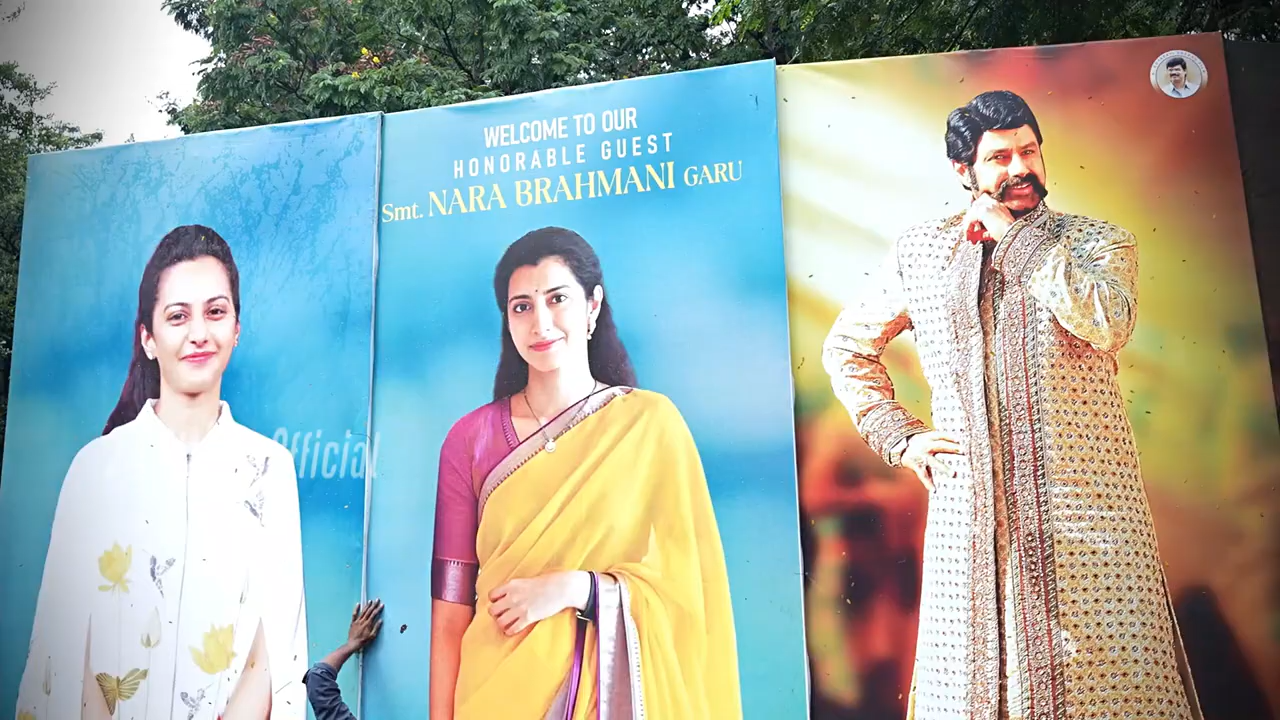 WELCOME TO OUR
HONORABLE GUEST
Smt. NARA BRAHMANI GARU
Official